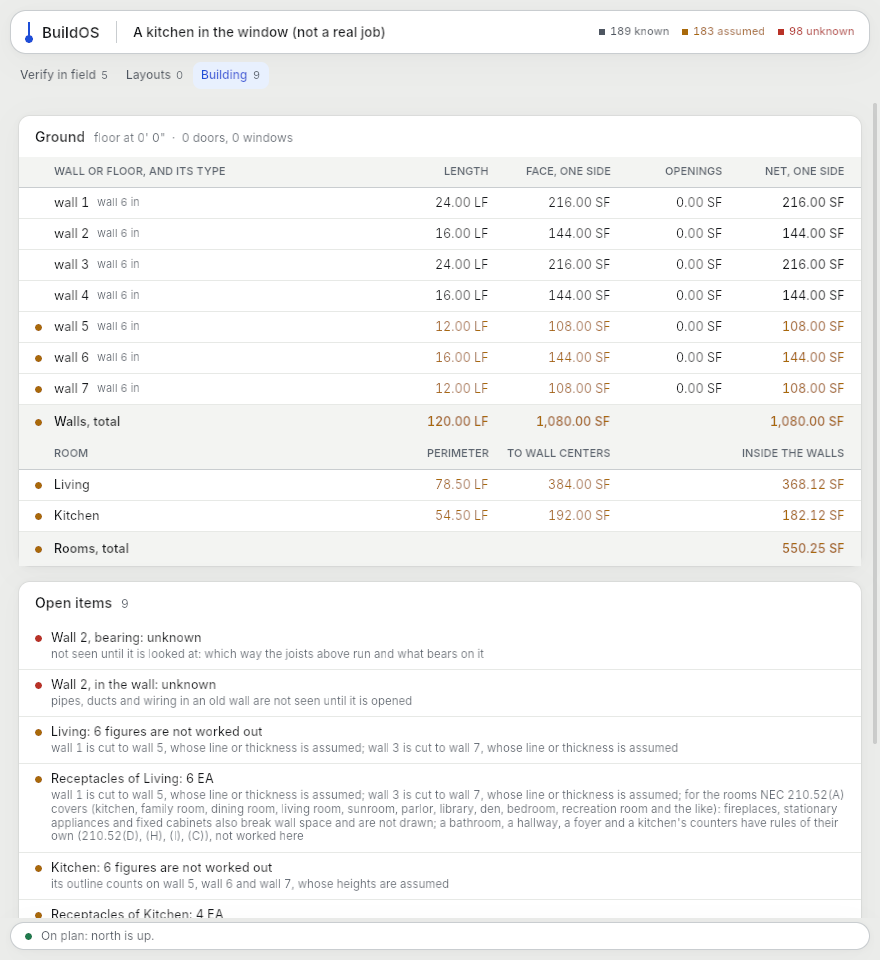 BuildOS
A kitchen in the window (not a real job)
189 known 183 assumed 98 unknown
Verify in field 5 Layouts 0 Building 9
Ground floor at 0' 0" · 0 doors, 0 windows
WALL OR FLOOR, AND ITS TYPE LENGTH FACE, ONE SIDE OPENINGS NET, ONE SIDE
wall 1 wall 6 in 24.00 LF 216.00 SF 0.00 SF 216.00 SF
wall 2 wall 6 in 16.00 LF 144.00 SF 0.00 SF 144.00 SF
wall 3 wall 6 in 24.00 LF 216.00 SF 0.00 SF 216.00 SF
wall 4 wall 6 in 16.00 LF 144.00 SF 0.00 SF 144.00 SF
wall 5 wall 6 in 12.00 LF 108.00 SF 0.00 SF 108.00 SF
wall 6 wall 6 in 16.00 LF 144.00 SF 0.00 SF 144.00 SF
wall 7 wall 6 in 12.00 LF 108.00 SF 0.00 SF 108.00 SF
Walls, total 120.00 LF 1,080.00 SF 1,080.00 SF
ROOM PERIMETER TO WALL CENTERS INSIDE THE WALLS
Living 78.50 LF 384.00 SF 368.12 SF
Kitchen 54.50 LF 192.00 SF 182.12 SF
Rooms, total 550.25 SF
Open items 9
Wall 2, bearing: unknown
not seen until it is looked at: which way the joists above run and what bears on it
Wall 2, in the wall: unknown
pipes, ducts and wiring in an old wall are not seen until it is opened
Living: 6 figures are not worked out
wall 1 is cut to wall 5, whose line or thickness is assumed; wall 3 is cut to wall 7, whose line or thickness is assumed
Receptacles of Living: 6 EA
wall 1 is cut to wall 5, whose line or thickness is assumed; wall 3 is cut to wall 7, whose line or thickness is assumed; for the rooms NEC 210.52(A)
covers (kitchen, family room, dining room, living room, sunroom, parlor, library, den, bedroom, recreation room and the like): fireplaces, stationary
appliances and fixed cabinets also break wall space and are not drawn; a bathroom, a hallway, a foyer and a kitchen's counters have rules of their
own (210.52(D), (H), (I), (C)), not worked here
Kitchen: 6 figures are not worked out
its outline counts on wall 5, wall 6 and wall 7, whose heights are assumed
Receptacles of Kitchen: 4 EA
On plan: north is up.